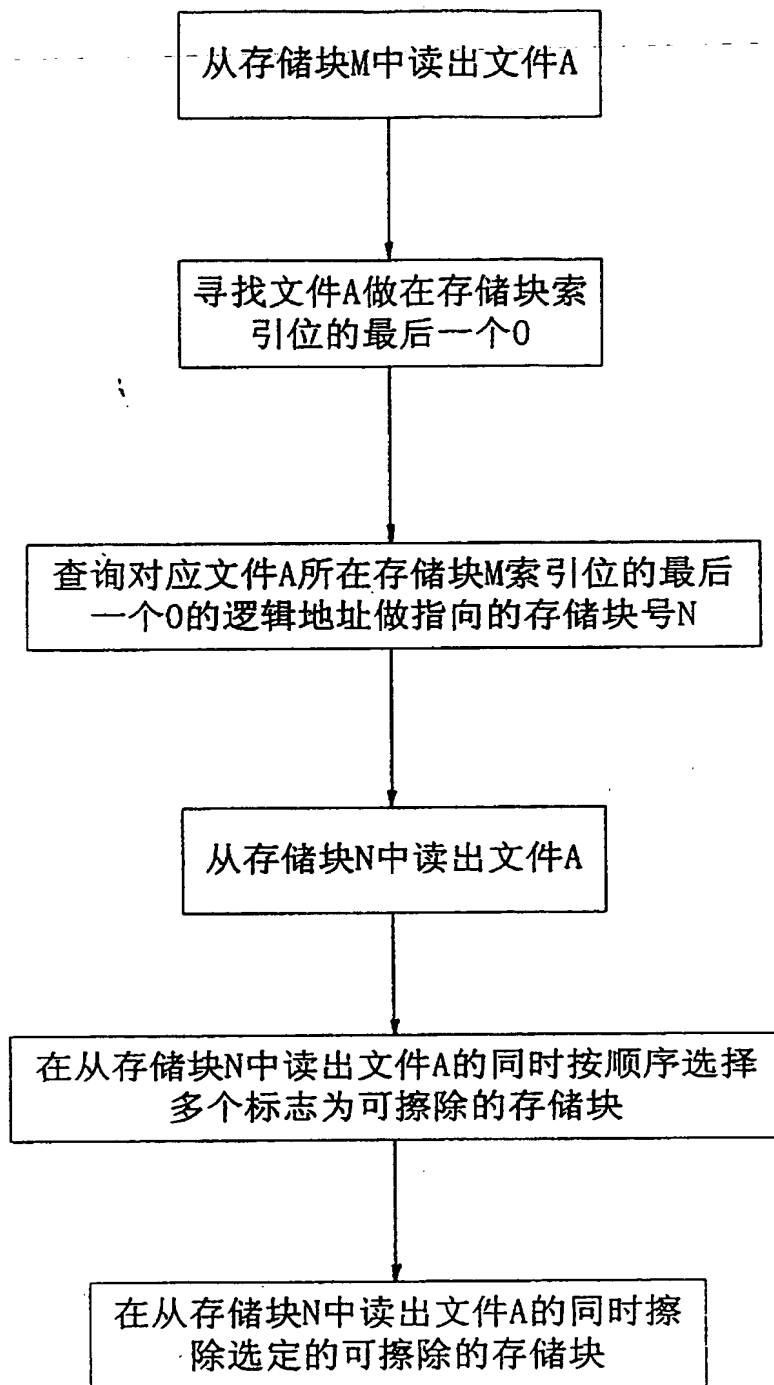 从存储块M中读出文件A
寻找文件A做在存储块索
引位的最后一个0
查询对应文件A所在存储块M索引位的最后
一个0的逻辑地址做指向的存储块号N
从存储块N中读出文件A
在从存储块N中读出文件A的同时按顺序选择
多个标志为可擦除的存储块
在从存储块N中读出文件A的同时擦
除选定的可擦除的存储块